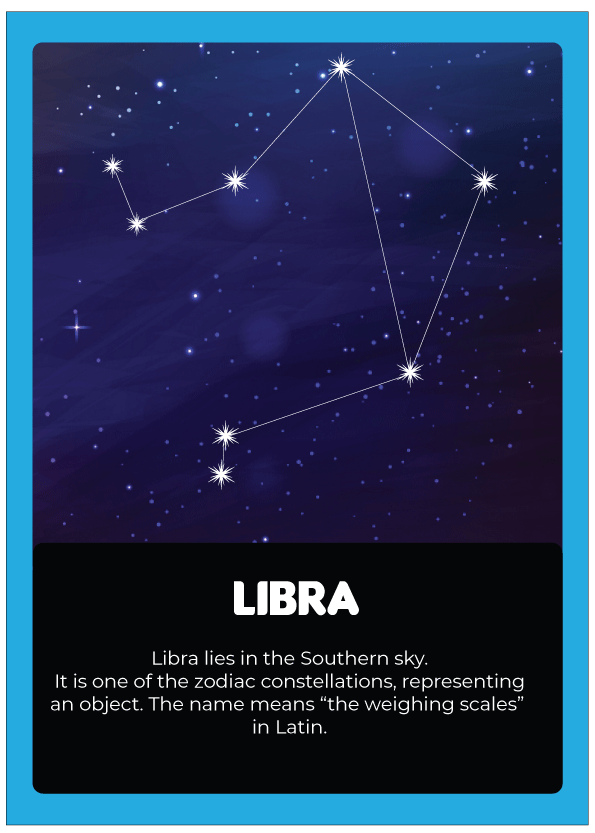 LIBRA
Libra lies in the Southern sky.
It is one of the zodiac constellations, representing
an object. The name means “the weighing scales”
in Latin.